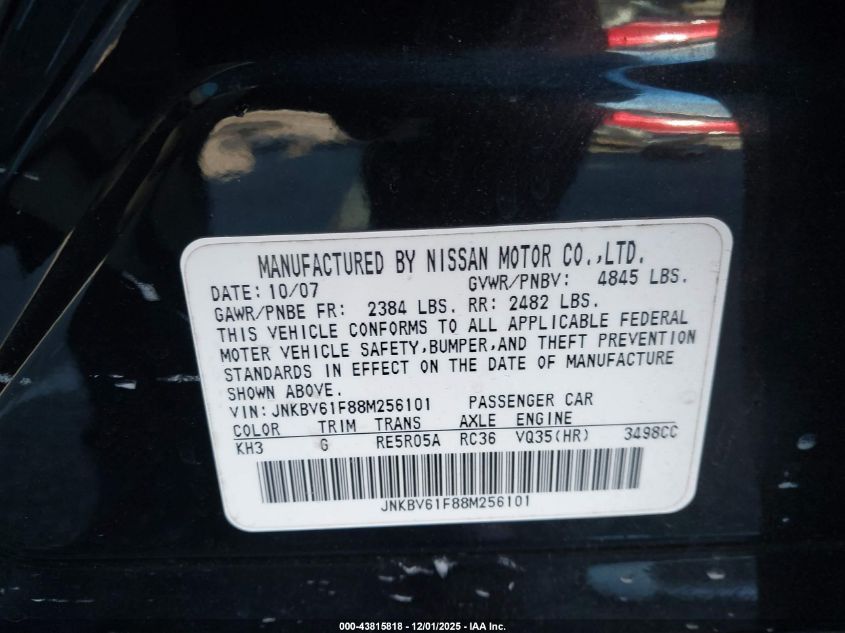 MANUFACTURED BY NISSAN MOTOR CO.,LTD.
DATE: 10/07 GVWR/PNBV: 4845 LBS.
GAWR/PNBE FR: 2384 LBS. RR: 2482 LBS.
THIS VEHICLE CONFORMS TO ALL APPLICABLE FEDERAL
MOTER VEHICLE SAFETY,BUMPER,AND THEFT PREVENTION
STANDARDS IN EFFECT ON THE DATE OF MANUFACTURE
SHOWN ABOVE.
VIN: JNKBV61F88M256101 PASSENGER CAR
COLOR TRIM TRANS AXLE ENGINE
KH3 G RE5R05A RC36 VQ35(HR) 3498CC
JNKBV61F88M256101
000-43815818 - 12/01/2025 - IAA Inc.